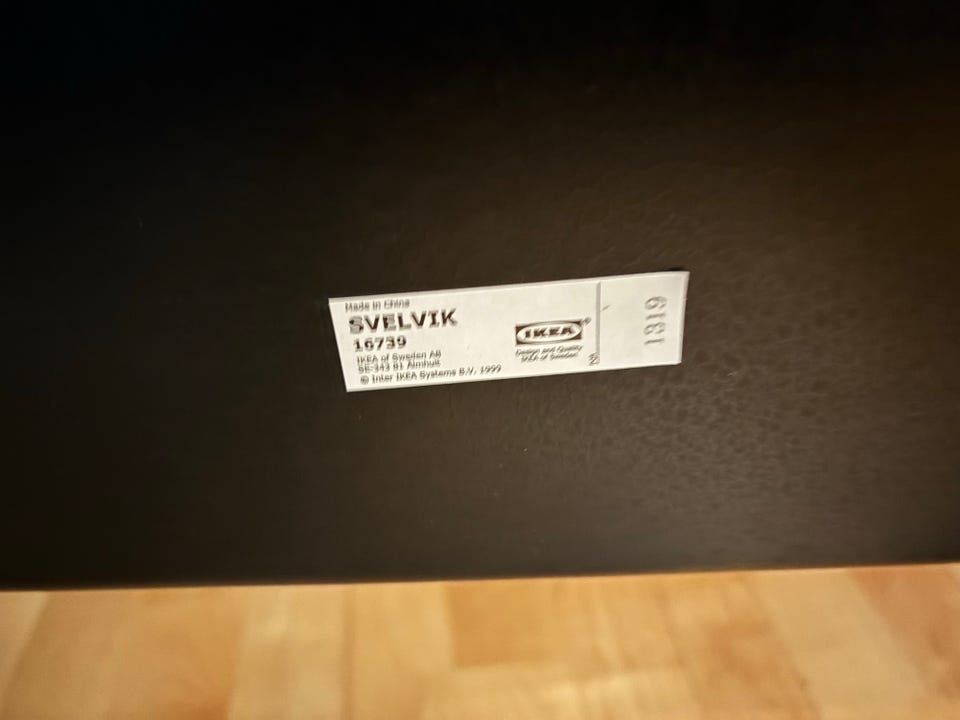 Made in China
SVELVIK
16739
IKEA of Sweden AB
SE-343 81 Älmhult
© Inter IKEA Systems B.V. 1999
IKEA®
Design and Quality
IKEA of Sweden
1319